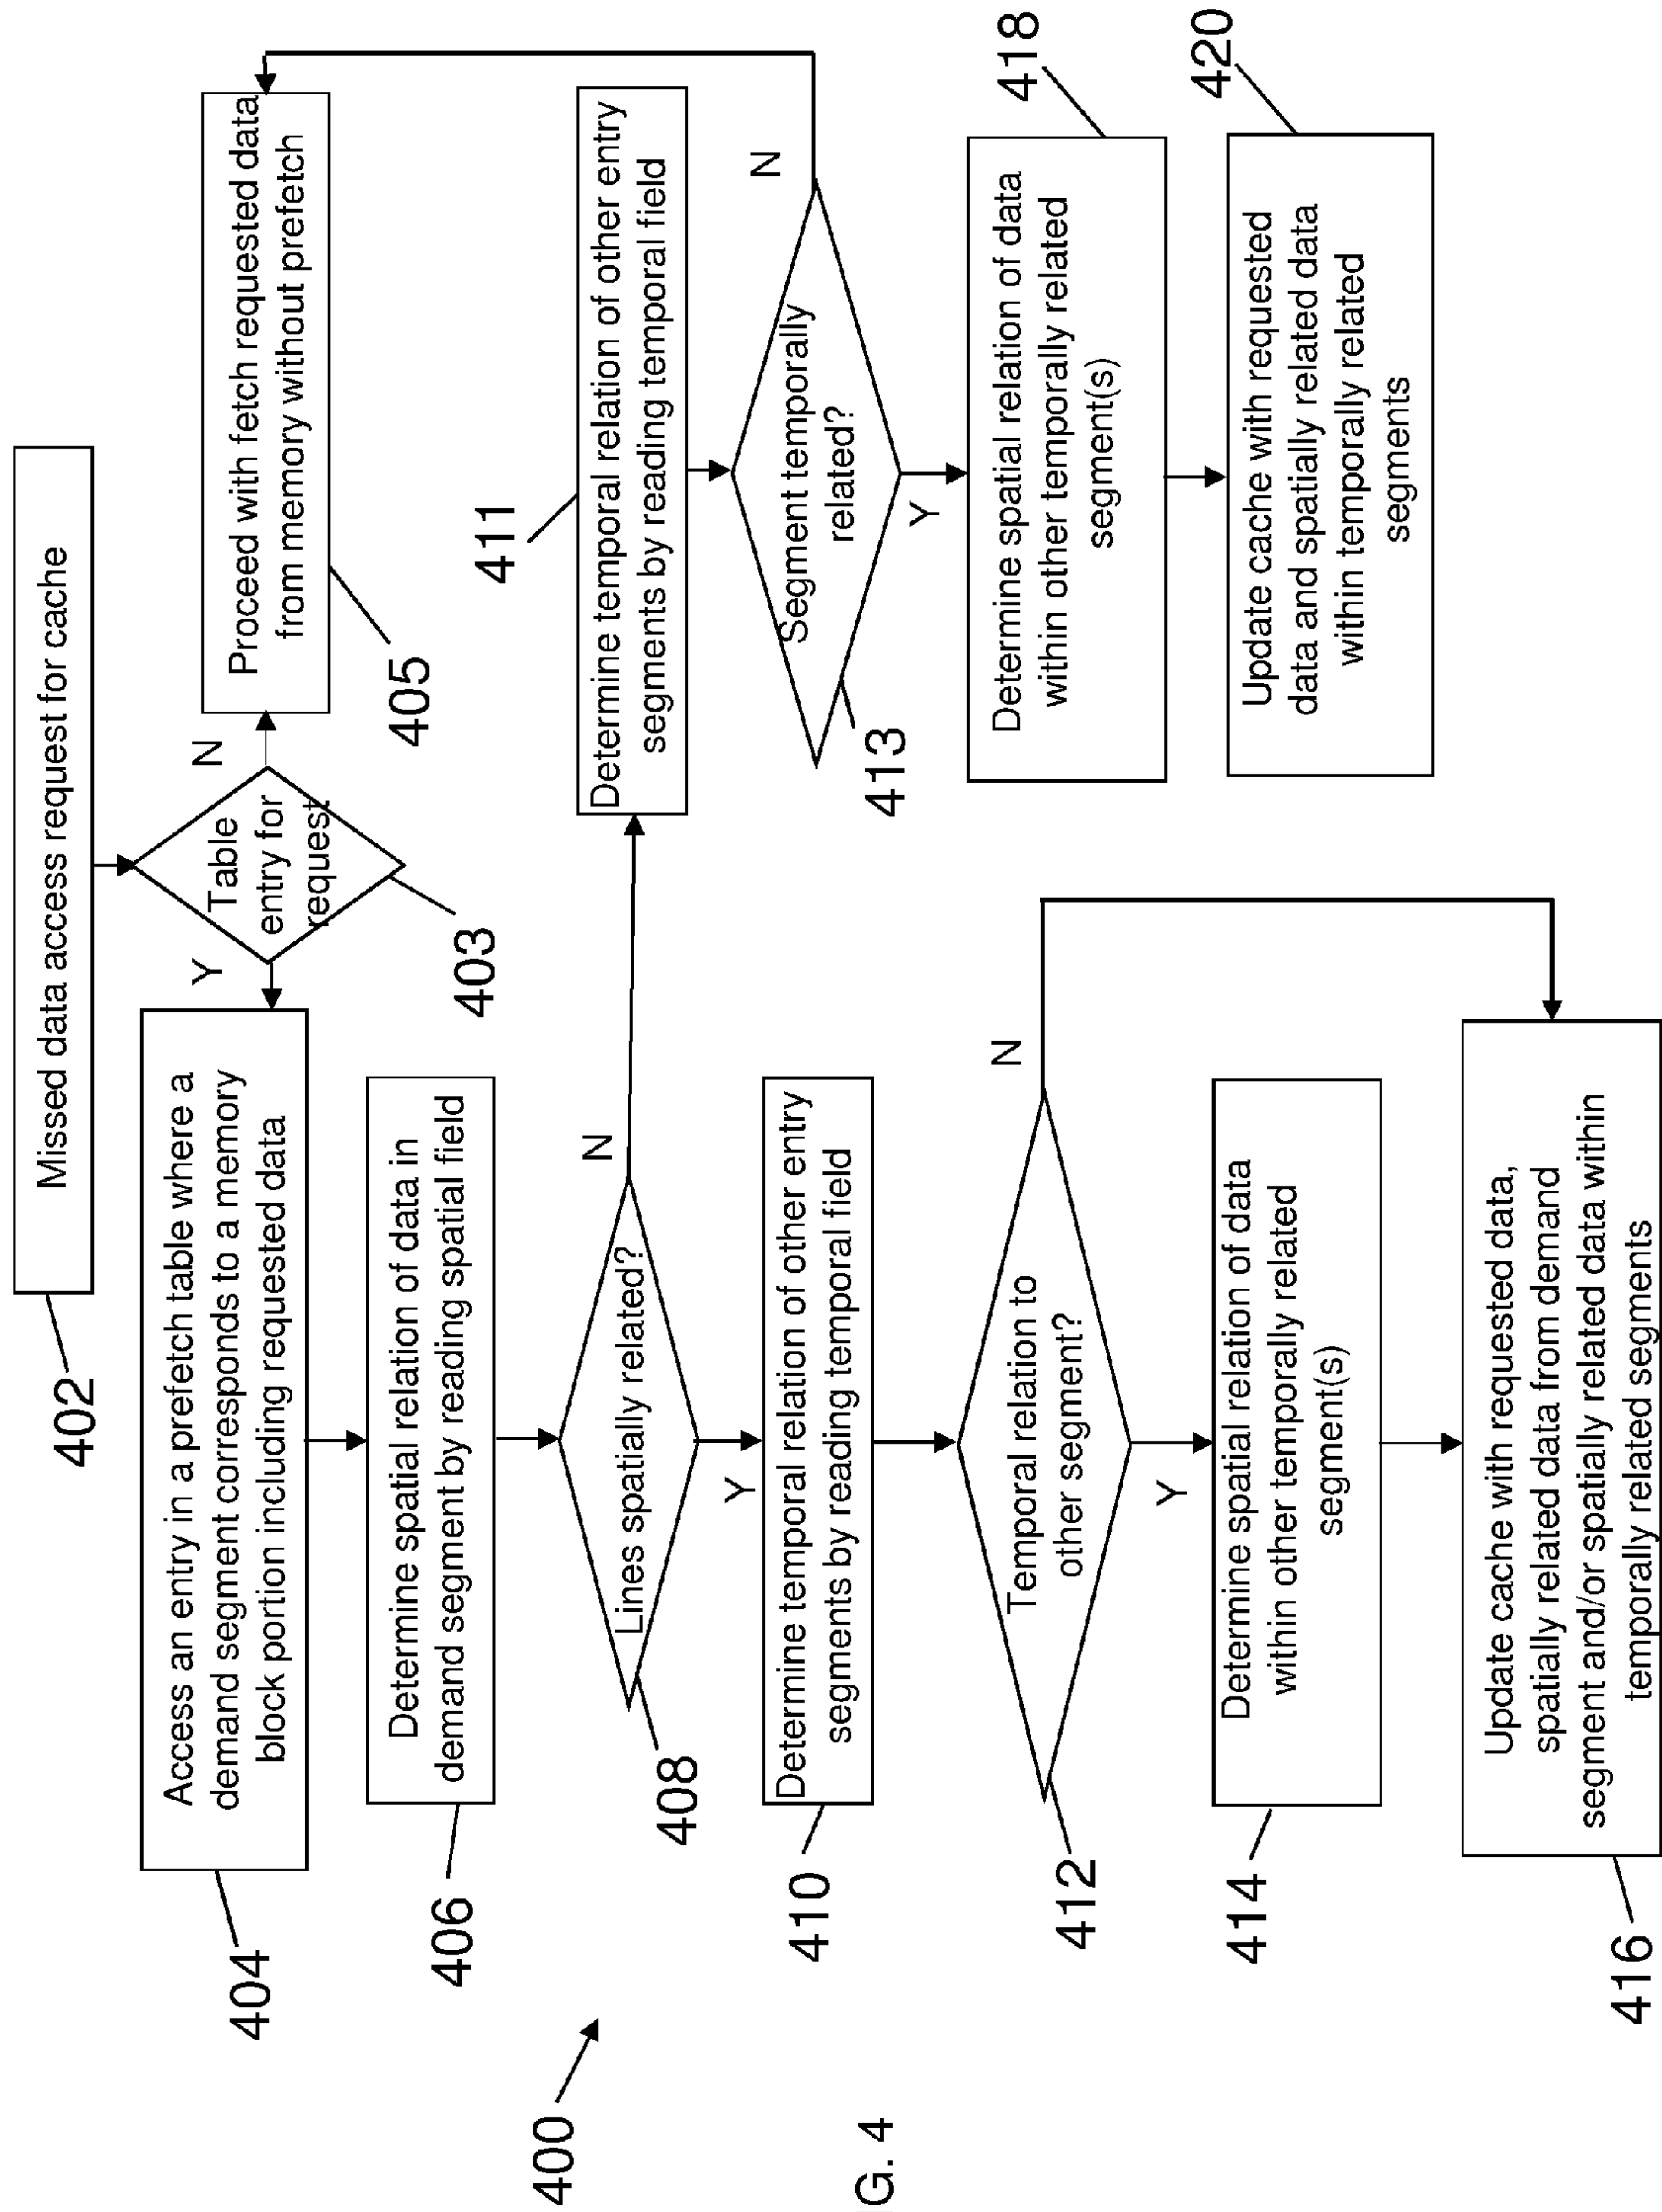 402
Missed data access request for cache
Y
Table
entry for
request
N
403
404
Access an entry in a prefetch table where a
demand segment corresponds to a memory
block portion including requested data
Proceed with fetch requested data
from memory without prefetch
405
406
Determine spatial relation of data in
demand segment by reading spatial field
408
Lines spatially related?
N
Y
411
Determine temporal relation of other entry
segments by reading temporal field
410
Determine temporal relation of other entry
segments by reading temporal field
413
Segment temporally
related?
N
Y
412
Temporal relation to
other segment?
N
Y
418
Determine spatial relation of data
within other temporally related
segment(s)
414
Determine spatial relation of data
within other temporally related
segment(s)
420
Update cache with requested
data and spatially related data
within temporally related
segments
416
Update cache with requested data,
spatially related data from demand
segment and/or spatially related data within
temporally related segments
400
G. 4